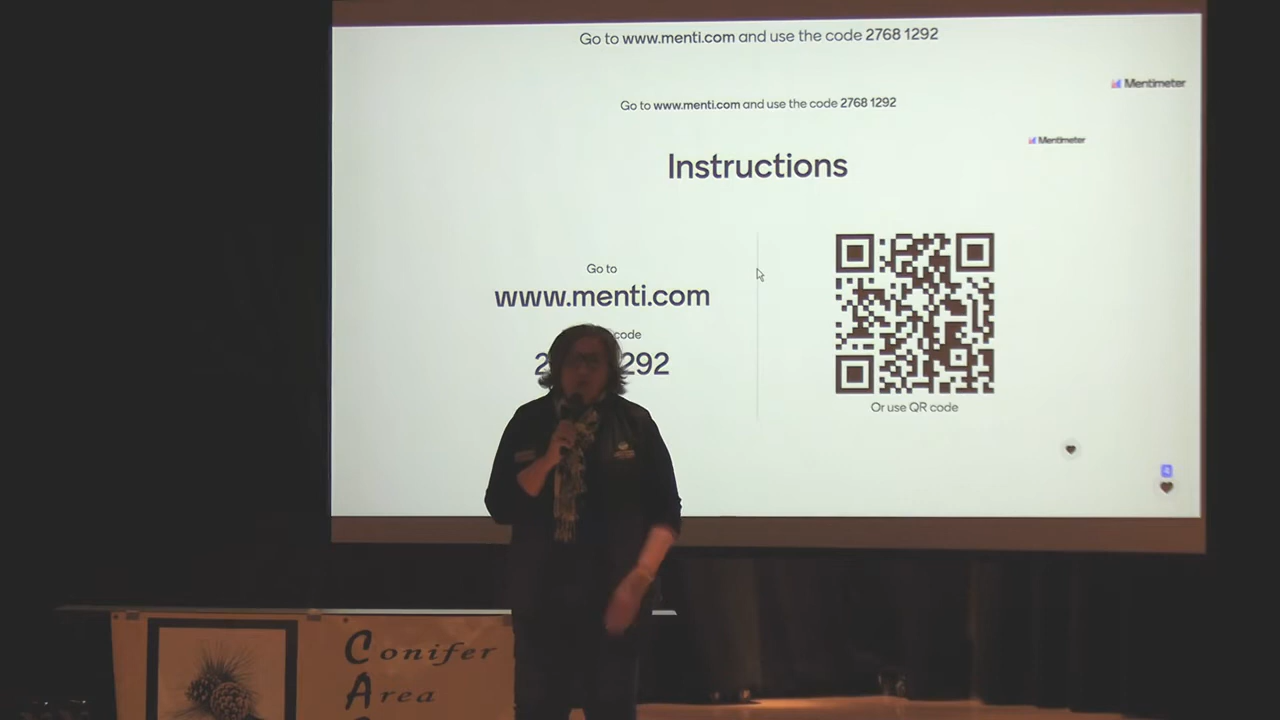 Go to www.menti.com and use the code 2768 1292
Mentimeter
Go to www.menti.com and use the code 2768 1292
Mentimeter
Instructions
Go to
www.menti.com
code
2 292
Or use QR code
Conifer
Area